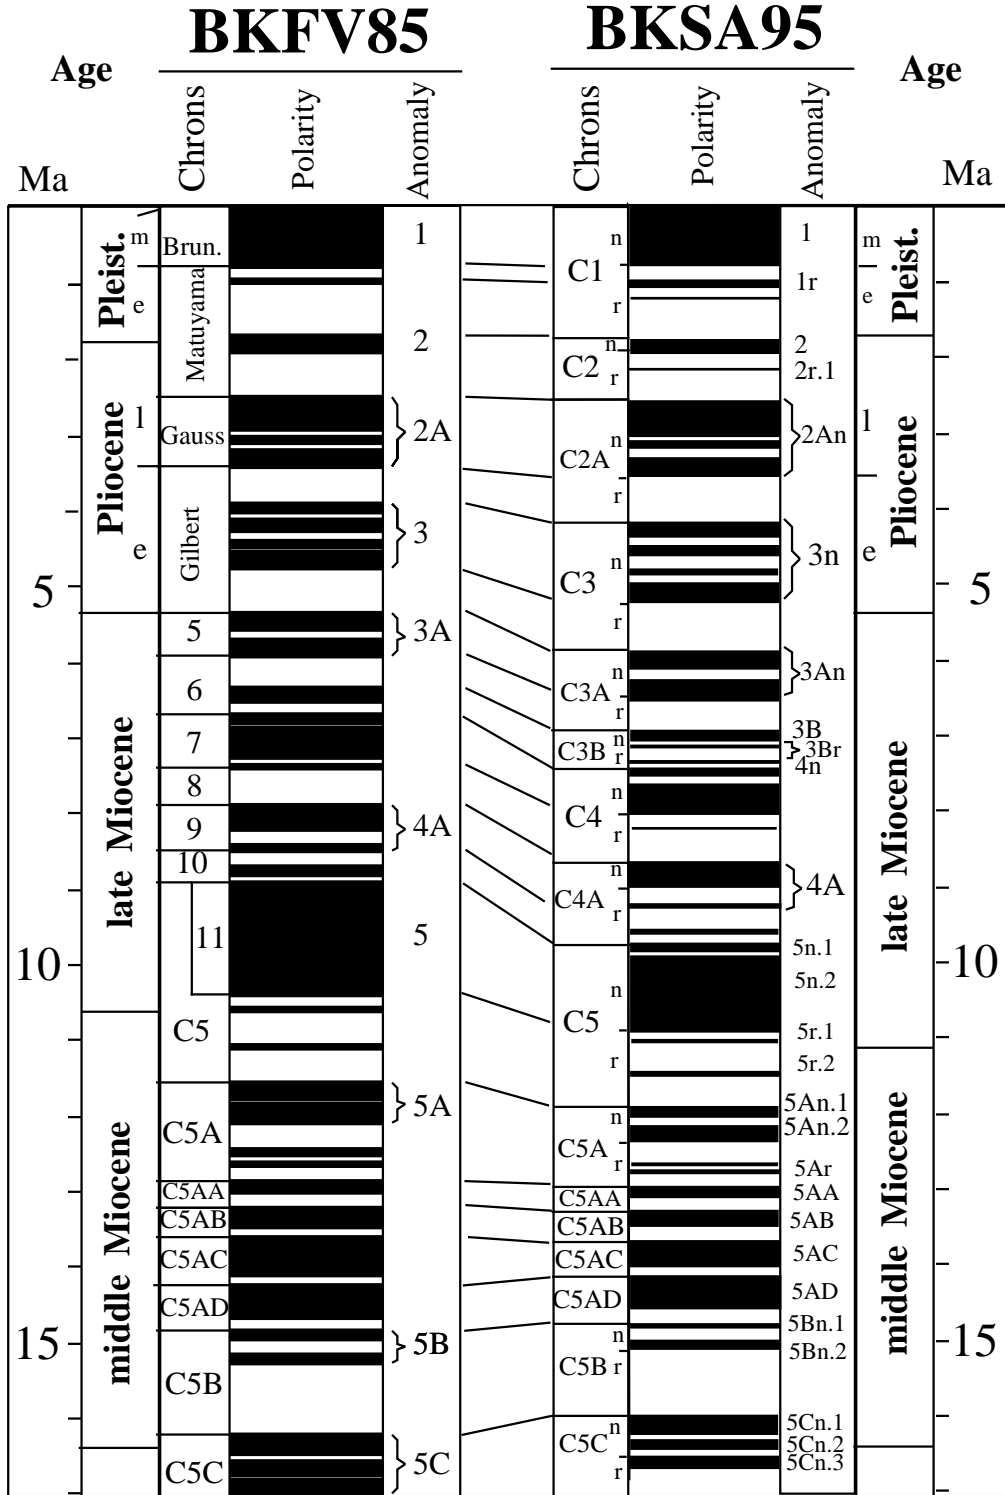 BKFV85
BKSA95
Age
Age
Ma
Chrons
Polarity
Anomaly
Chrons
Polarity
Anomaly
Ma
5
10
15
Pleist.
m
e
Pliocene
l
e
late Miocene
middle Miocene
Brun.
Matuyama
Gauss
Gilbert
5
6
7
8
9
10
11
C5
C5A
C5AA
C5AB
C5AC
C5AD
C5B
C5C
1
2
2A
3
3A
4A
5
5A
5B
5C
C1
n
r
C2
n
r
C2A
n
r
C3
n
r
C3A
n
r
C3B
n
r
C4
n
r
C4A
n
r
C5
n
r
C5A
n
r
C5AA
C5AB
C5AC
C5AD
C5B
n
r
C5C
n
r
1
1r
2
2r.1
2An
3n
3An
3B
3Br
4n
4A
5n.1
5n.2
5r.1
5r.2
5An.1
5An.2
5Ar
5AA
5AB
5AC
5AD
5Bn.1
5Bn.2
5Cn.1
5Cn.2
5Cn.3
m
e
Pleist.
l
e
Pliocene
late Miocene
middle Miocene
5
10
15